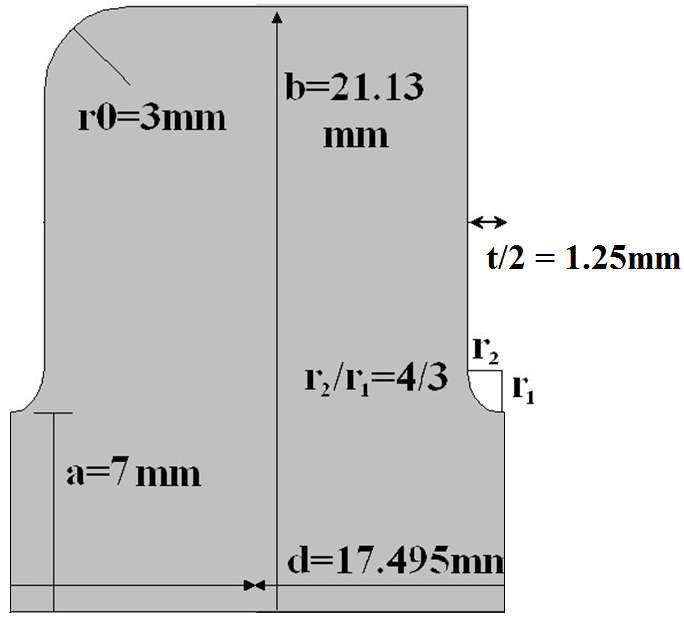 b=21.13
mm
r0=3mm
t/2 = 1.25mm
r₂
r₂/r₁=4/3
r₁
a=7 mm
d=17.495mn